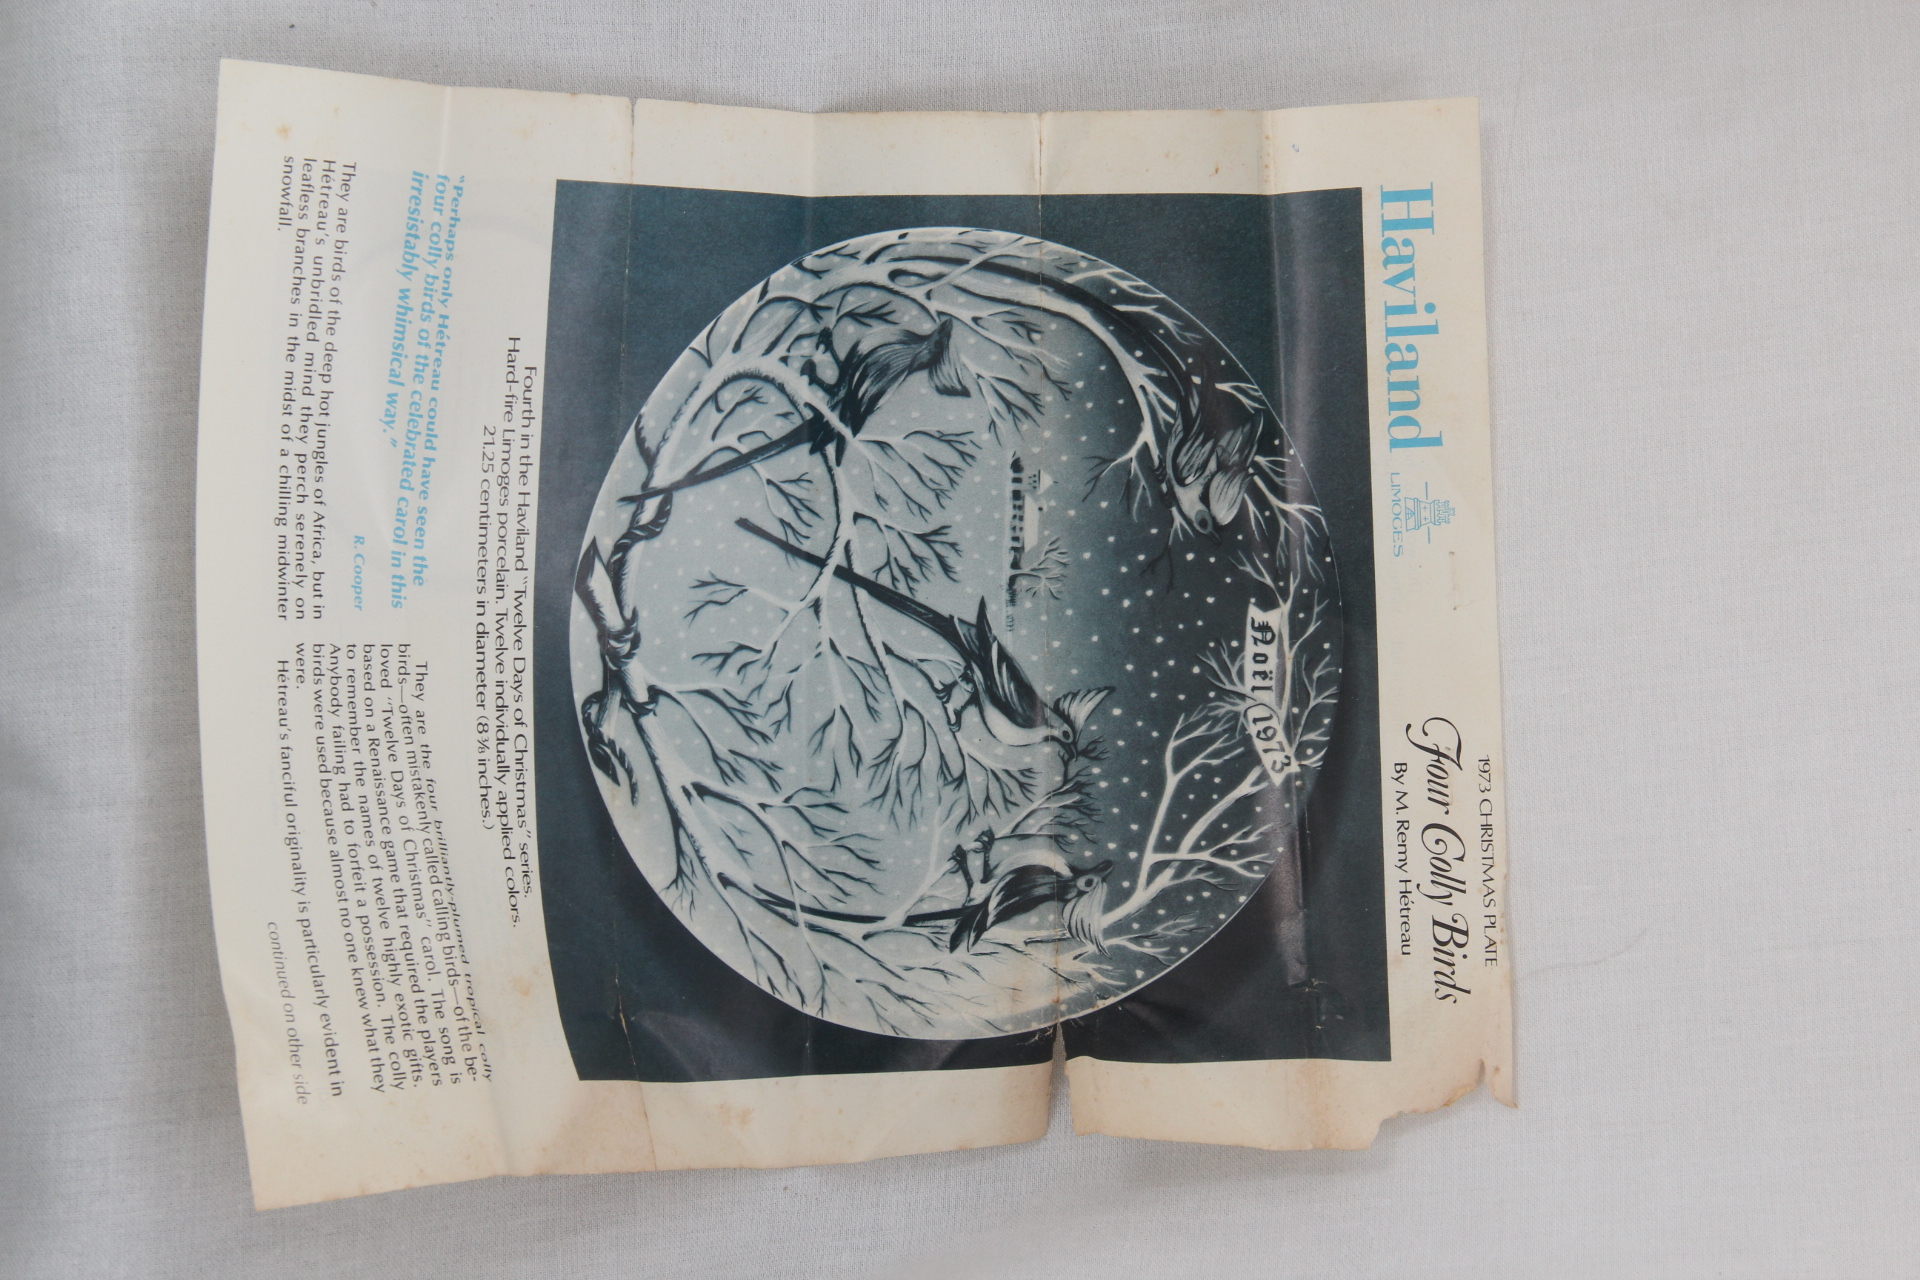 Haviland
LIMOGES
1973 CHRISTMAS PLATE
Four Colly Birds
By M. Remy Hétreau
Noël 1973
Fourth in the Haviland "Twelve Days of Christmas" series.
Hard-fire Limoges porcelain. Twelve individually applied colors.
21.25 centimeters in diameter (8⅜ inches.)
"Perhaps only Hétreau could have seen the
four colly birds of the celebrated carol in this
irresistably whimsical way."
R. Cooper
They are birds of the deep hot jungles of Africa, but in
Hétreau's unbridled mind they perch serenely on
leafless branches in the midst of a chilling midwinter
snowfall.
They are the four brilliantly-plumed tropical colly
birds—often mistakenly called calling birds—of the be-
loved "Twelve Days of Christmas" carol. The song is
based on a Renaissance game that required the players
to remember the names of twelve highly exotic gifts.
Anybody failing had to forfeit a possession. The colly
birds were used because almost no one knew what they
were.
Hétreau's fanciful originality is particularly evident in
continued on other side